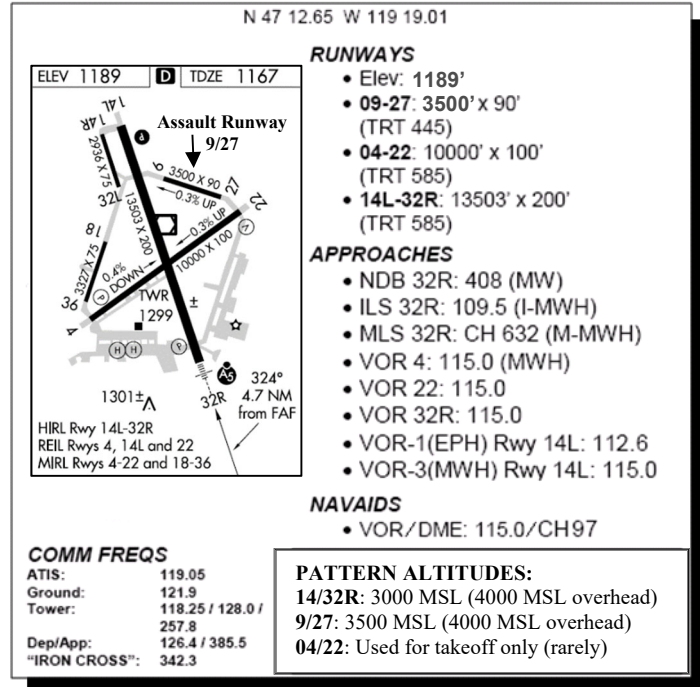 N 47 12.65 W 119 19.01
ELEV 1189 D TDZE 1167
14L
14R
Assault Runway
9/27
2936 X 75
32L
9
3500 X 90
27
0.3% UP
22
18
13503 X 200
0.3% UP
10000 X 100
V
3327 X 75
0.4%
DOWN
36
P
4
TWR
1299
±
H H
P
P
A5
324°
4.7 NM
from FAF
32R
1301±
HIRL Rwy 14L-32R
REIL Rwys 4, 14L and 22
MIRL Rwys 4-22 and 18-36
RUNWAYS
• Elev: 1189’
• 09-27: 3500’ x 90’
(TRT 445)
• 04-22: 10000’ x 100’
(TRT 585)
• 14L-32R: 13503’ x 200’
(TRT 585)
APPROACHES
• NDB 32R: 408 (MW)
• ILS 32R: 109.5 (I-MWH)
• MLS 32R: CH 632 (M-MWH)
• VOR 4: 115.0 (MWH)
• VOR 22: 115.0
• VOR 32R: 115.0
• VOR-1(EPH) Rwy 14L: 112.6
• VOR-3(MWH) Rwy 14L: 115.0
NAVAIDS
• VOR/DME: 115.0/CH97
COMM FREQS
ATIS: 119.05
Ground: 121.9
Tower: 118.25 / 128.0 /
257.8
Dep/App: 126.4 / 385.5
“IRON CROSS”: 342.3
PATTERN ALTITUDES:
14/32R: 3000 MSL (4000 MSL overhead)
9/27: 3500 MSL (4000 MSL overhead)
04/22: Used for takeoff only (rarely)